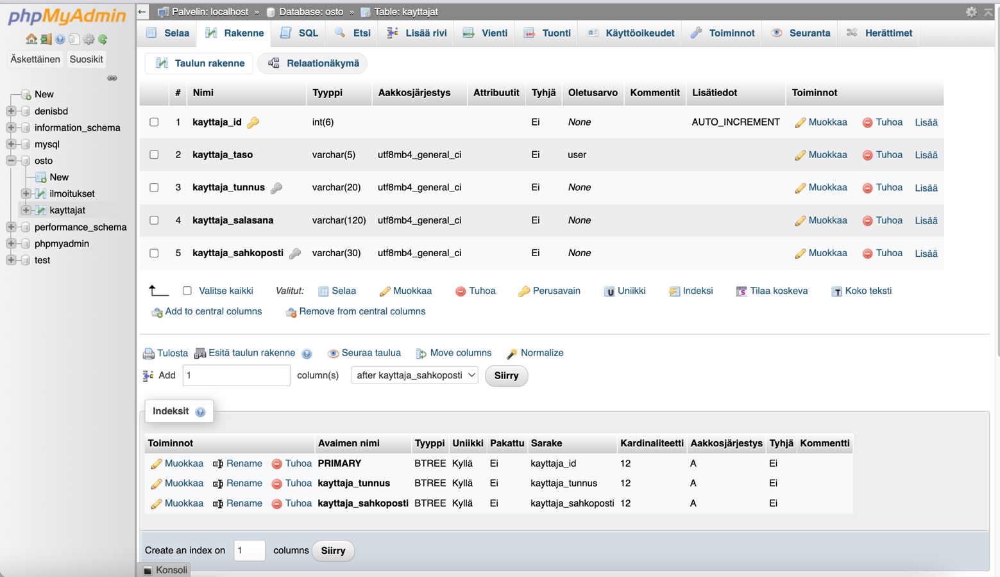 phpMyAdmin
Äskettäinen Suosikit
New
denisbd
information_schema
mysql
osto
New
ilmoitukset
kayttajat
performance_schema
phpmyadmin
test
Palvelin: localhost » Database: osto » Table: kayttajat
Selaa Rakenne SQL Etsi Lisää rivi Vienti Tuonti Käyttöoikeudet Toiminnot Seuranta Herättimet
Taulun rakenne Relaationäkymä
# Nimi Tyyppi Aakkosjärjestys Attribuutit Tyhjä Oletusarvo Kommentit Lisätiedot Toiminnot
1 kayttaja_id int(6) Ei None AUTO_INCREMENT Muokkaa Tuhoa Lisää
2 kayttaja_taso varchar(5) utf8mb4_general_ci Ei user Muokkaa Tuhoa Lisää
3 kayttaja_tunnus varchar(20) utf8mb4_general_ci Ei None Muokkaa Tuhoa Lisää
4 kayttaja_salasana varchar(120) utf8mb4_general_ci Ei None Muokkaa Tuhoa Lisää
5 kayttaja_sahkoposti varchar(30) utf8mb4_general_ci Ei None Muokkaa Tuhoa Lisää
Valitse kaikki Valitut: Selaa Muokkaa Tuhoa Perusavain Uniikki Indeksi Tilaa koskeva Koko teksti
Add to central columns Remove from central columns
Tulosta Esitä taulun rakenne Seuraa taulua Move columns Normalize
Add 1 column(s) after kayttaja_sahkoposti Siirry
Indeksit
Toiminnot Avaimen nimi Tyyppi Uniikki Pakattu Sarake Kardinaliteetti Aakkosjärjestys Tyhjä Kommentti
Muokkaa Rename Tuhoa PRIMARY BTREE Kyllä Ei kayttaja_id 12 A Ei
Muokkaa Rename Tuhoa kayttaja_tunnus BTREE Kyllä Ei kayttaja_tunnus 12 A Ei
Muokkaa Rename Tuhoa kayttaja_sahkoposti BTREE Kyllä Ei kayttaja_sahkoposti 12 A Ei
Create an index on 1 columns Siirry
Konsoli